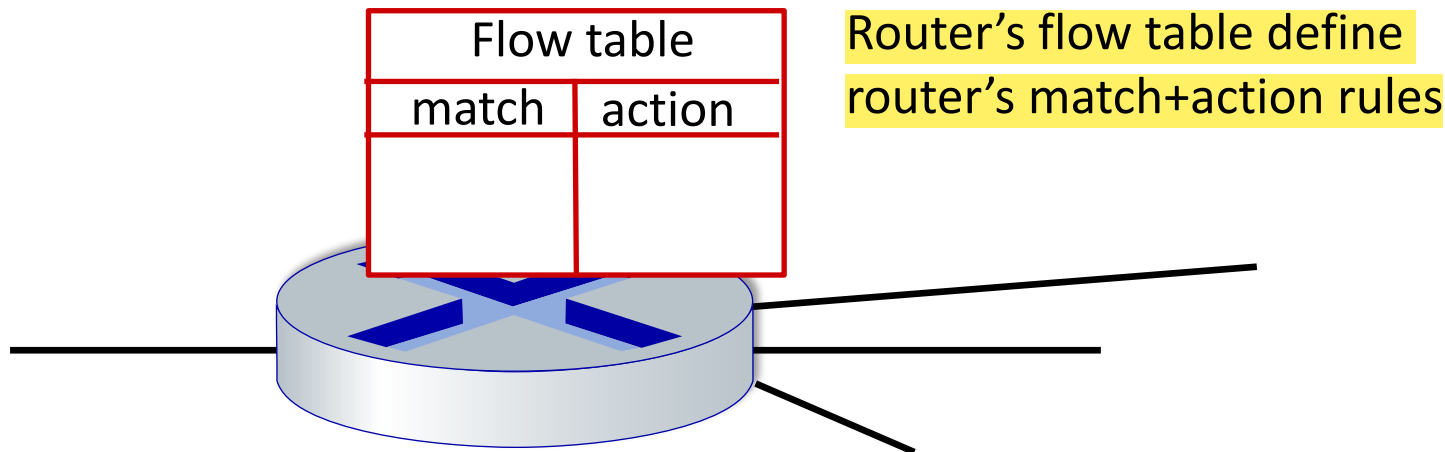 Flow table
match action
Router’s flow table define
router’s match+action rules